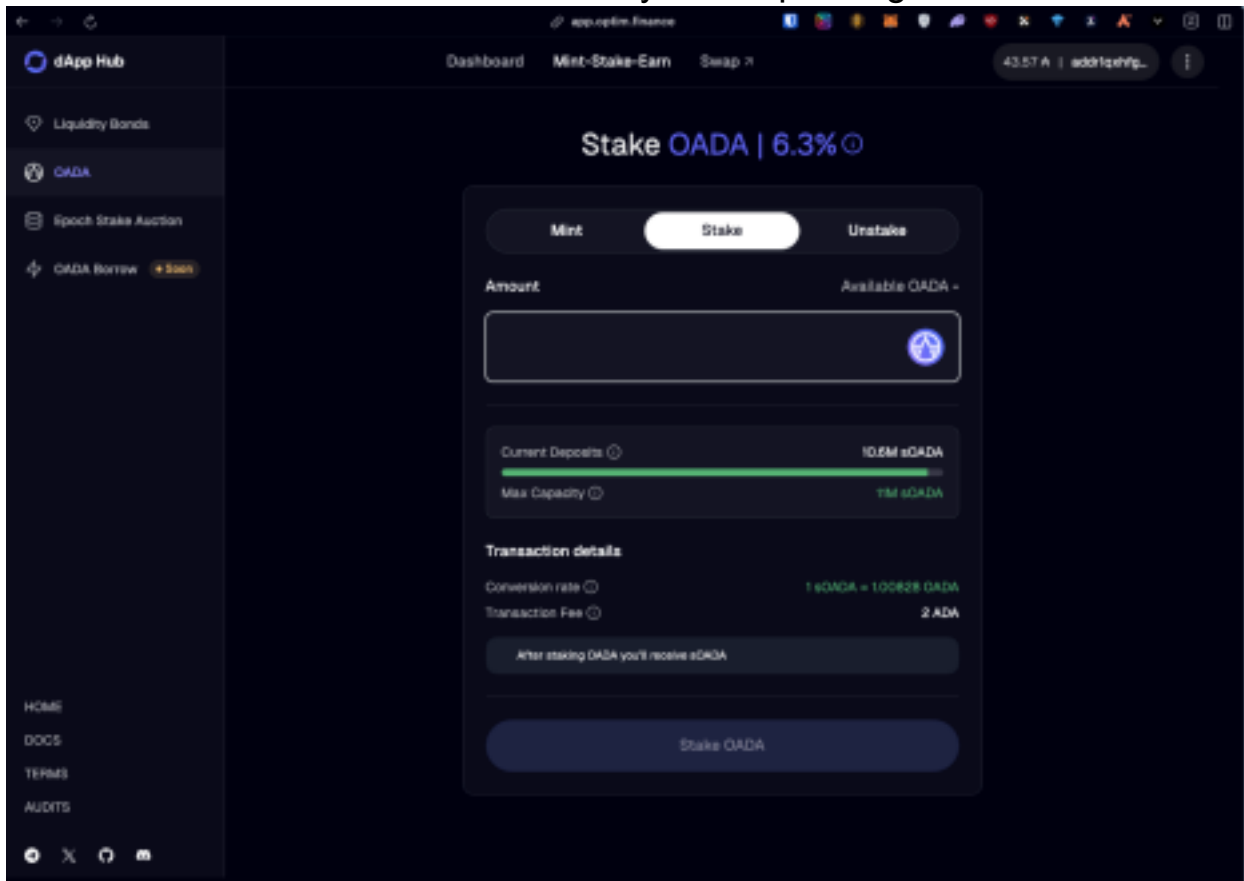 app.optim.finance
dApp Hub
Dashboard Mint-Stake-Earn Swap
43.57 ₳ |
Liquidity Bonds
OADA
Epoch Stake Auction
OADA Borrow + Soon
Stake OADA | 6.3%
Mint Stake Unstake
Amount Available OADA -
Current Deposits 10.6M sOADA
Max Capacity 11M sOADA
Transaction details
Conversion rate 1 sOADA = 1.00828 OADA
Transaction Fee 2 ADA
After staking OADA you'll receive sOADA
Stake OADA
HOME
DOCS
TERMS
AUDITS